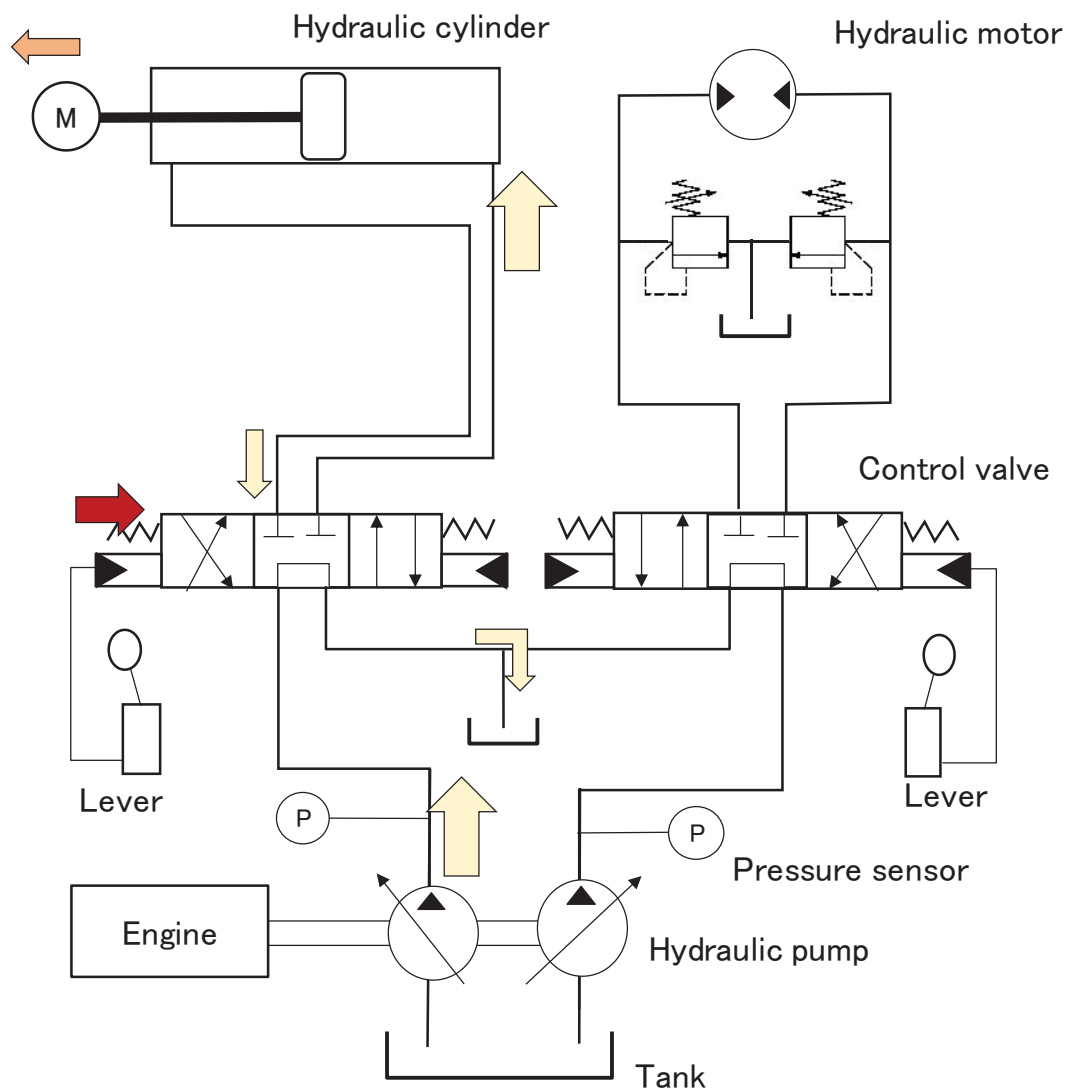 Hydraulic cylinder
Hydraulic motor
M
Control valve
Lever
Lever
P
P
Pressure sensor
Engine
Hydraulic pump
Tank